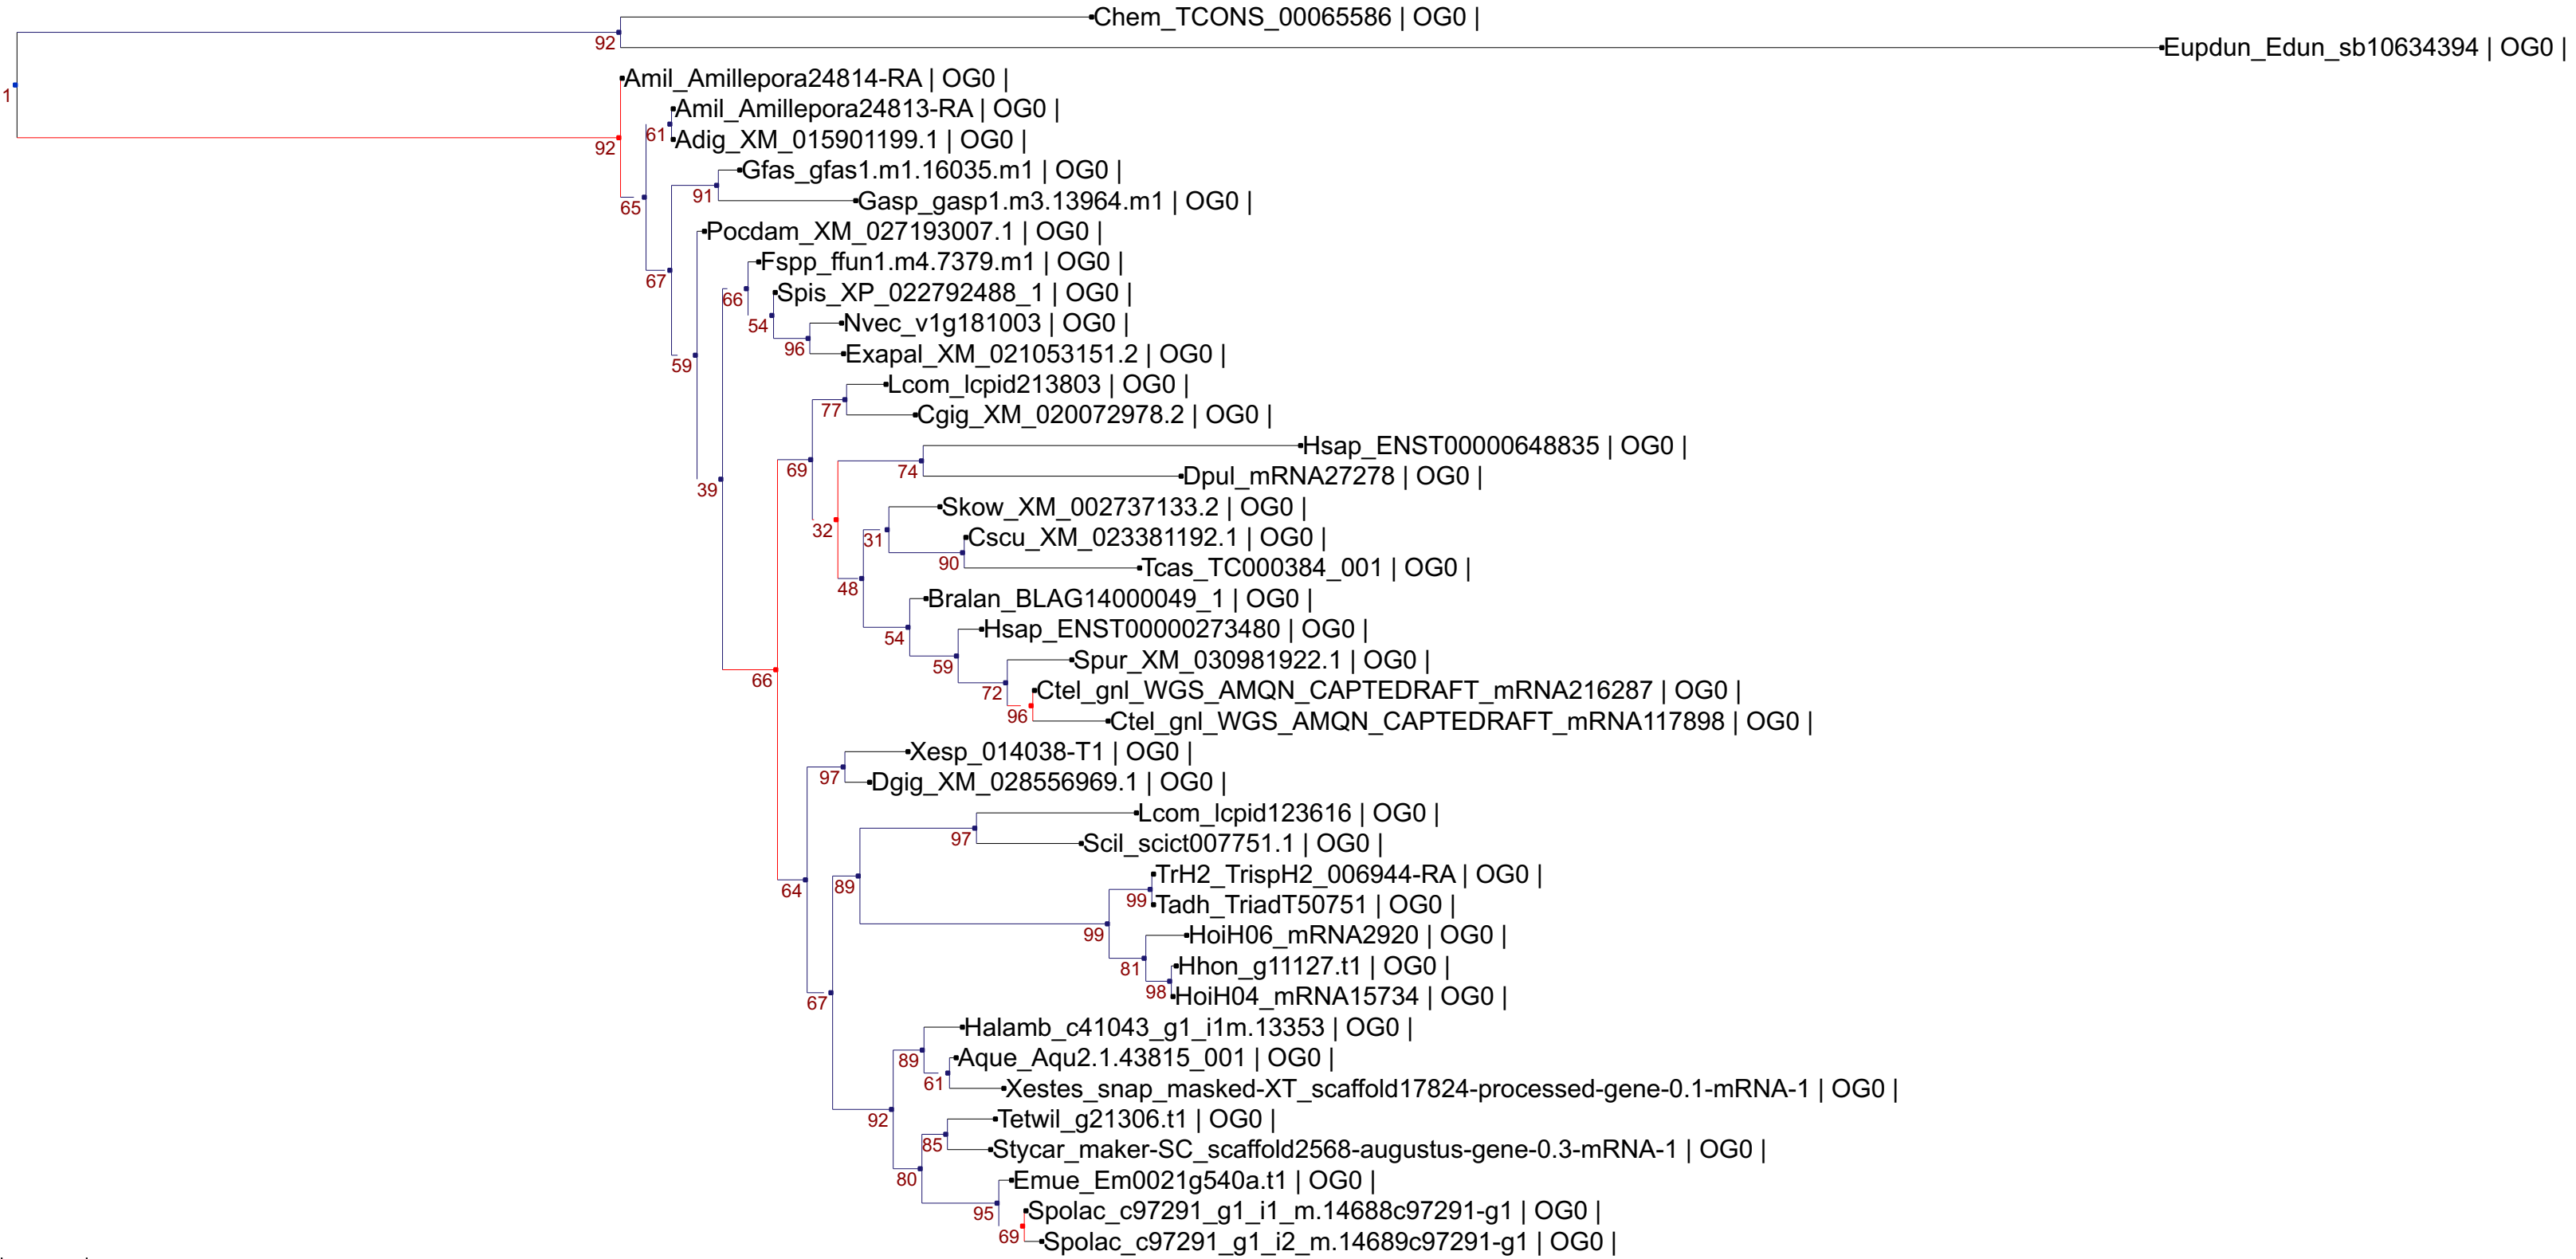 Chem_TCONS_00065586 | OG0 |
92
Eupdun_Edun_sb10634394 | OG0 |
Amil_Amillepora24814-RA | OG0 |
1
Amil_Amillepora24813-RA | OG0 |
61
Adig_XM_015901199.1 | OG0 |
92
Gfas_gfas1.m1.16035.m1 | OG0 |
91
Gasp_gasp1.m3.13964.m1 | OG0 |
65
Pocdam_XM_027193007.1 | OG0 |
Fspp_ffun1.m4.7379.m1 | OG0 |
67
Spis_XP_022792488_1 | OG0 |
66
Nvec_v1g181003 | OG0 |
54
96
Exapal_XM_021053151.2 | OG0 |
59
Lcom_lcpid213803 | OG0 |
77
Cgig_XM_020072978.2 | OG0 |
Hsap_ENST00000648835 | OG0 |
69
74
Dpul_mRNA27278 | OG0 |
39
Skow_XM_002737133.2 | OG0 |
32
31
Cscu_XM_023381192.1 | OG0 |
90
Tcas_TC000384_001 | OG0 |
48
Bralan_BLAG14000049_1 | OG0 |
54
Hsap_ENST00000273480 | OG0 |
59
Spur_XM_030981922.1 | OG0 |
66
72
Ctel_gnl_WGS_AMQN_CAPTEDRAFT_mRNA216287 | OG0 |
96
Ctel_gnl_WGS_AMQN_CAPTEDRAFT_mRNA117898 | OG0 |
Xesp_014038-T1 | OG0 |
97
Dgig_XM_028556969.1 | OG0 |
Lcom_lcpid123616 | OG0 |
97
Scil_scict007751.1 | OG0 |
TrH2_TrispH2_006944-RA | OG0 |
64
89
99
Tadh_TriadT50751 | OG0 |
99
HoiH06_mRNA2920 | OG0 |
81
Hhon_g11127.t1 | OG0 |
98
HoiH04_mRNA15734 | OG0 |
67
Halamb_c41043_g1_i1m.13353 | OG0 |
89
Aque_Aqu2.1.43815_001 | OG0 |
61
Xestes_snap_masked-XT_scaffold17824-processed-gene-0.1-mRNA-1 | OG0 |
92
Tetwil_g21306.t1 | OG0 |
85
Stycar_maker-SC_scaffold2568-augustus-gene-0.3-mRNA-1 | OG0 |
80
Emue_Em0021g540a.t1 | OG0 |
95
Spolac_c97291_g1_i1_m.14688c97291-g1 | OG0 |
69
Spolac_c97291_g1_i2_m.14689c97291-g1 | OG0 |